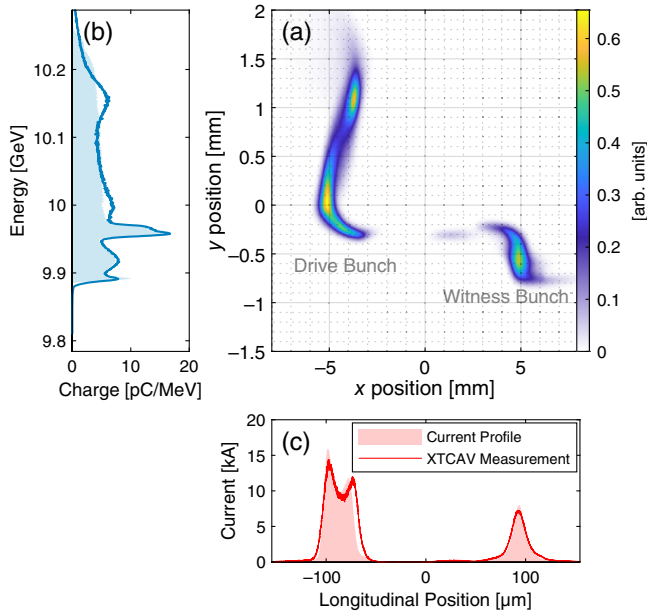 (b)
10.2
10.1
10
9.9
9.8
Energy [GeV]
0
10
20
Charge [pC/MeV]
(a)
2
1.5
1
0.5
0
−0.5
−1
−1.5
y position [mm]
Drive Bunch
Witness Bunch
−5
0
5
x position [mm]
0.6
0.5
0.4
0.3
0.2
0.1
0
[arb. units]
(c)
Current Profile
XTCAV Measurement
20
15
10
5
0
Current [kA]
−100
0
100
Longitudinal Position [µm]